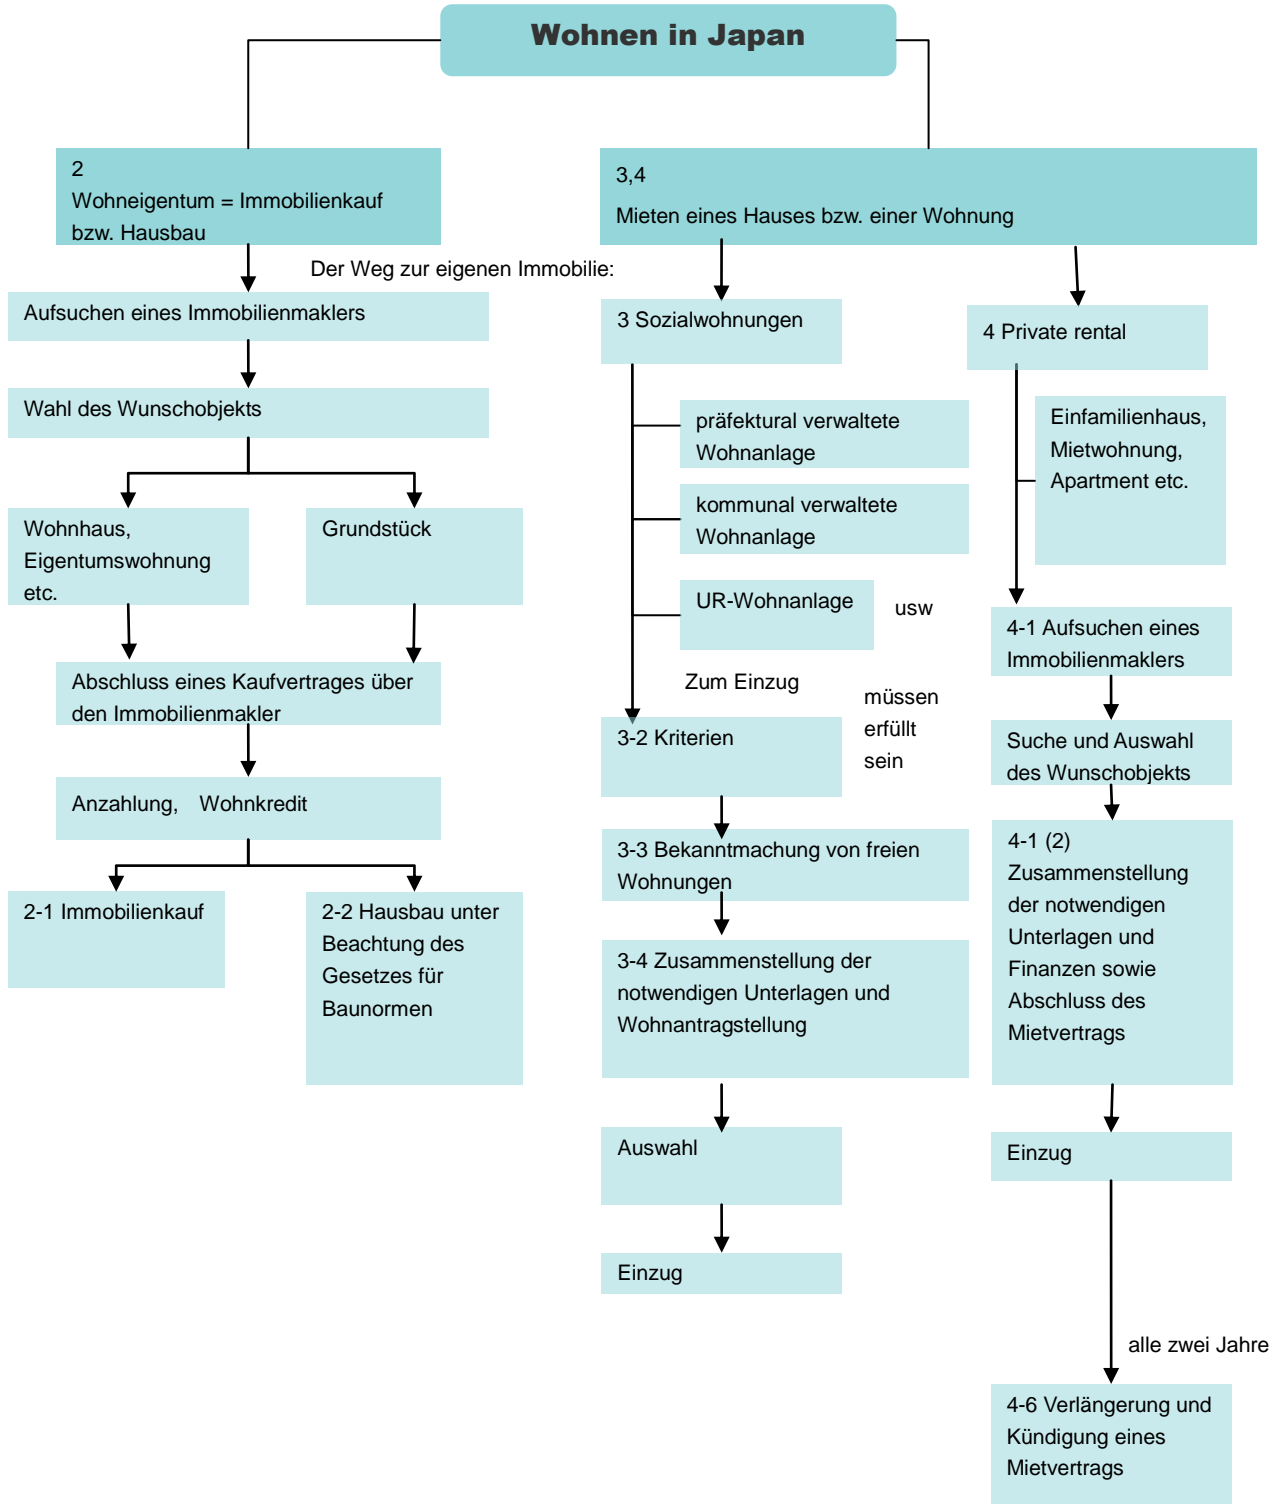 Wohnen in Japan
2
Wohneigentum = Immobilienkauf
bzw. Hausbau
Der Weg zur eigenen Immobilie:
Aufsuchen eines Immobilienmaklers
Wahl des Wunschobjekts
Wohnhaus,
Eigentumswohnung
etc.
Grundstück
Abschluss eines Kaufvertrages über
den Immobilienmakler
Anzahlung, Wohnkredit
2-1 Immobilienkauf
2-2 Hausbau unter
Beachtung des
Gesetzes für
Baunormen
3,4
Mieten eines Hauses bzw. einer Wohnung
3 Sozialwohnungen
präfektural verwaltete
Wohnanlage
kommunal verwaltete
Wohnanlage
UR-Wohnanlage
usw
Zum Einzug
müssen
erfüllt
sein
3-2 Kriterien
3-3 Bekanntmachung von freien
Wohnungen
3-4 Zusammenstellung der
notwendigen Unterlagen und
Wohnantragstellung
Auswahl
Einzug
4 Private rental
Einfamilienhaus,
Mietwohnung,
Apartment etc.
4-1 Aufsuchen eines
Immobilienmaklers
Suche und Auswahl
des Wunschobjekts
4-1 (2)
Zusammenstellung
der notwendigen
Unterlagen und
Finanzen sowie
Abschluss des
Mietvertrags
Einzug
alle zwei Jahre
4-6 Verlängerung und
Kündigung eines
Mietvertrags